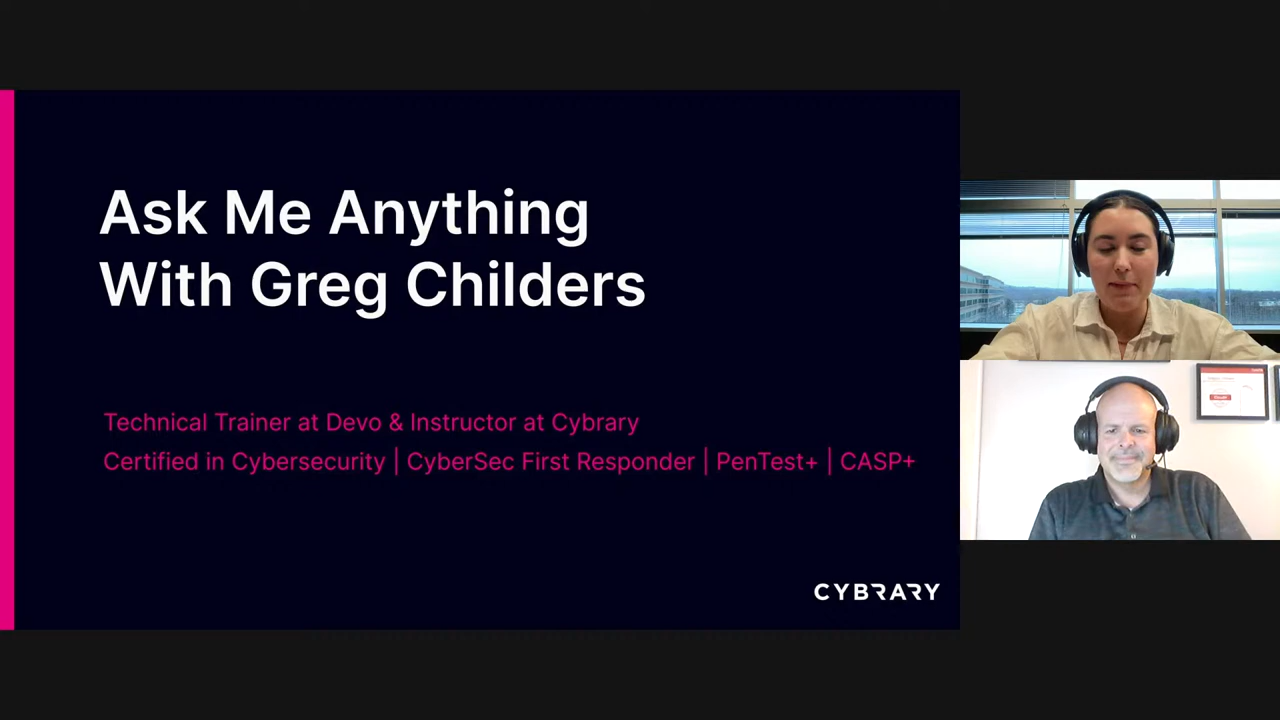 Ask Me Anything
With Greg Childers
Technical Trainer at Devo & Instructor at Cybrary
Certified in Cybersecurity | CyberSec First Responder | PenTest+ | CASP+
CYBRARY